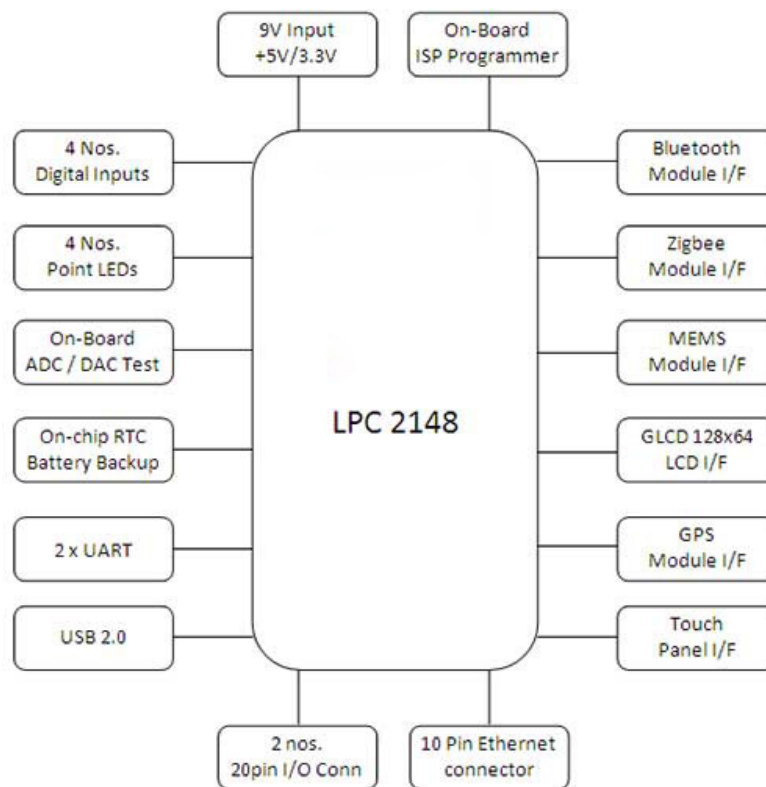 9V Input
+5V/3.3V
On-Board
ISP Programmer
4 Nos.
Digital Inputs
4 Nos.
Point LEDs
On-Board
ADC / DAC Test
On-chip RTC
Battery Backup
2 x UART
USB 2.0
LPC 2148
Bluetooth
Module I/F
Zigbee
Module I/F
MEMS
Module I/F
GLCD 128x64
LCD I/F
GPS
Module I/F
Touch
Panel I/F
2 nos.
20pin I/O Conn
10 Pin Ethernet
connector